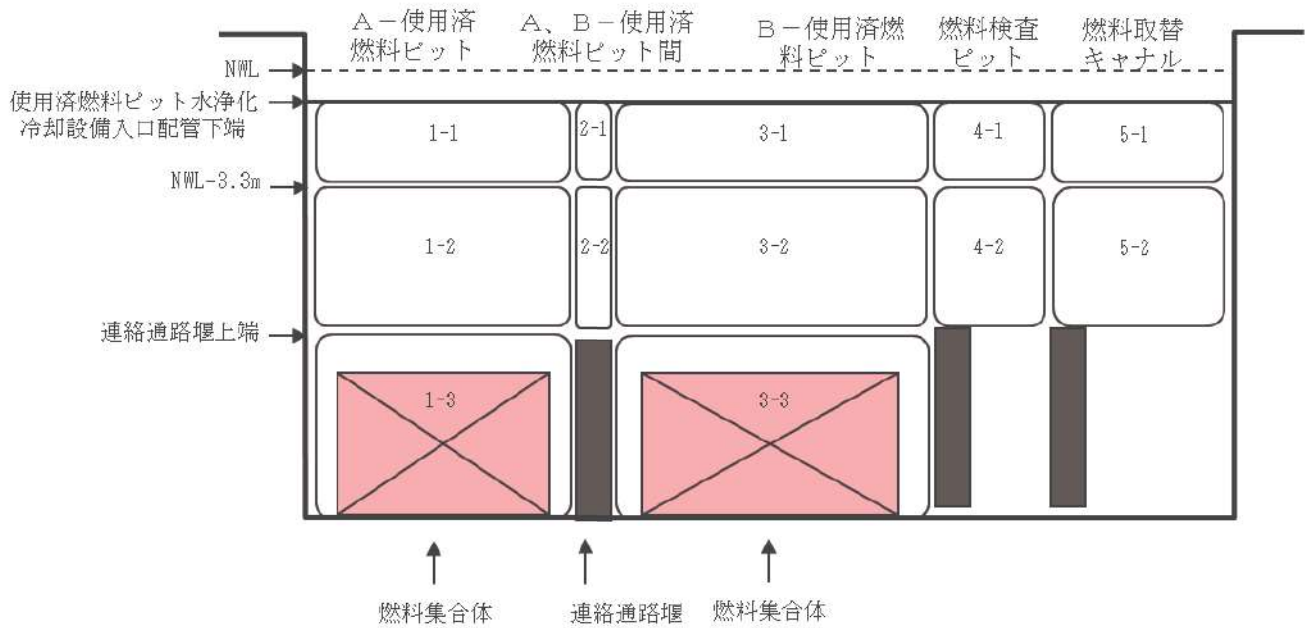 A－使用済
燃料ピット
A、B－使用済
燃料ピット間
B－使用済燃
料ピット
燃料検査
ピット
燃料取替
キャナル
NWL
使用済燃料ピット水浄化
冷却設備入口配管下端
1-1
2-1
3-1
4-1
5-1
NWL-3.3m
1-2
2-2
3-2
4-2
5-2
連絡通路堰上端
1-3
3-3
燃料集合体
連絡通路堰
燃料集合体